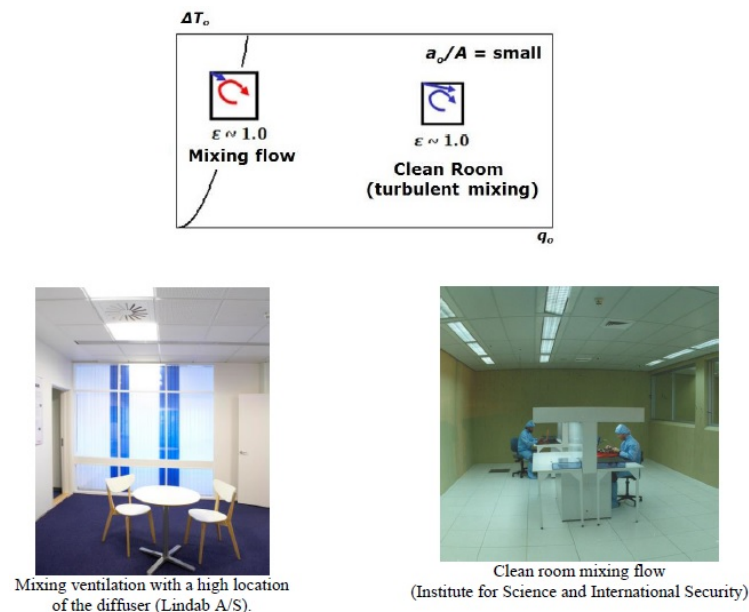 ΔTₒ
aₒ/A = small
ε ~ 1.0
Mixing flow
ε ~ 1.0
Clean Room
(turbulent mixing)
qₒ
Mixing ventilation with a high location
of the diffuser (Lindab A/S).
Clean room mixing flow
(Institute for Science and International Security)